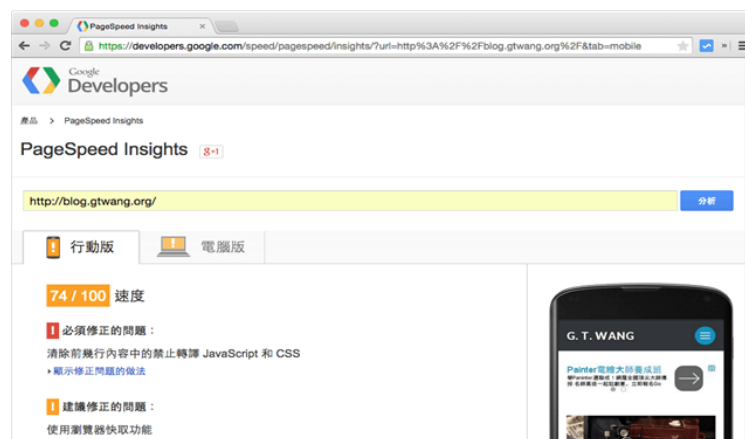 PageSpeed Insights
https://developers.google.com/speed/pagespeed/insights/?url=http%3A%2F%2Fblog.gtwang.org%2F&tab=mobile
Google
Developers
產品 > PageSpeed Insights
PageSpeed Insights
g+1
http://blog.gtwang.org/
分析
行動版
電腦版
74 / 100 速度
! 必須修正的問題：
清除前幾行內容中的禁止轉譯 JavaScript 和 CSS
顯示修正問題的做法
! 建議修正的問題：
使用瀏覽器快取功能
G. T. WANG
Painter電繪大師養成班